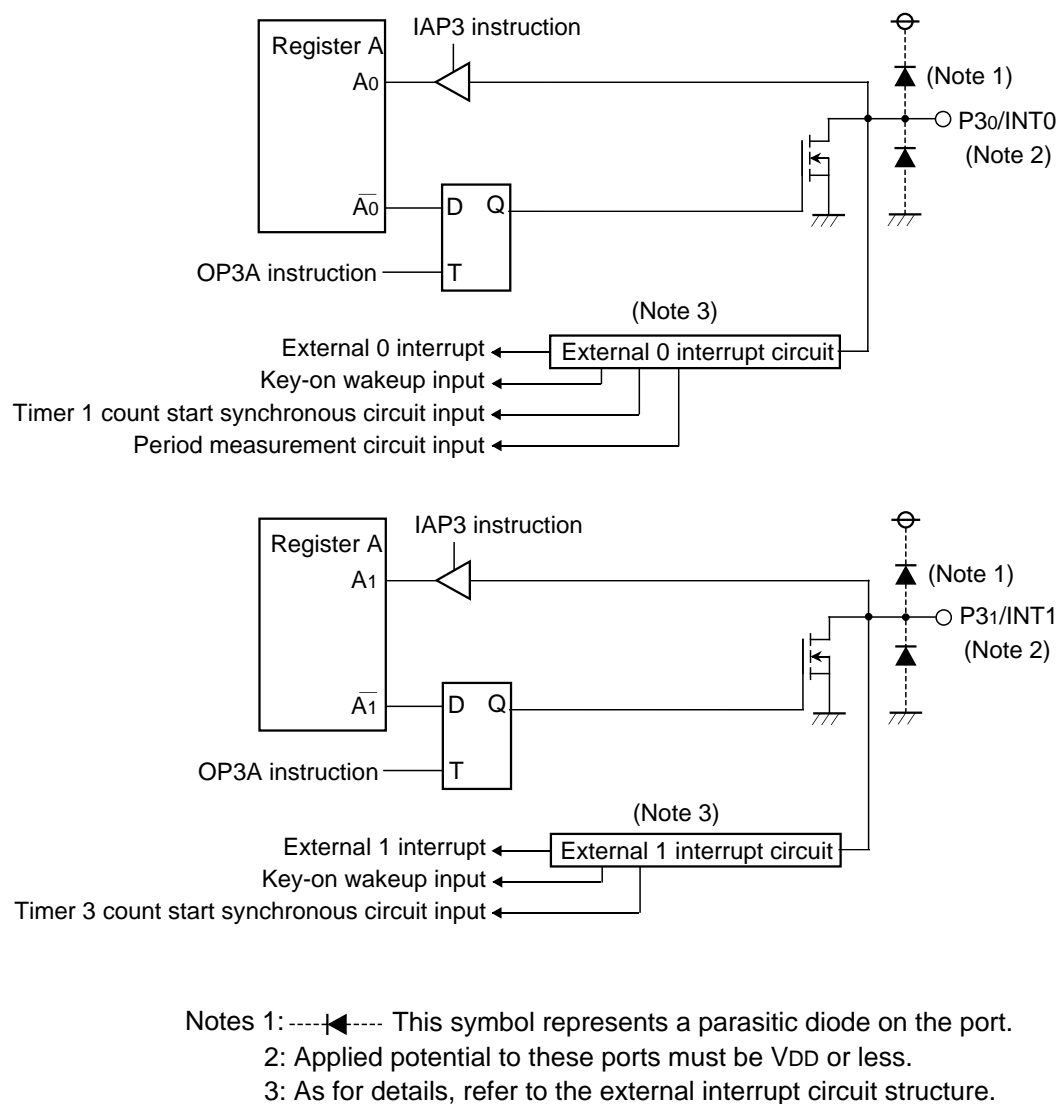 IAP3 instruction
Register A
A0
(Note 1)
P30/INT0
(Note 2)
A̅0̅
D Q
OP3A instruction
T
(Note 3)
External 0 interrupt
External 0 interrupt circuit
Key-on wakeup input
Timer 1 count start synchronous circuit input
Period measurement circuit input
IAP3 instruction
Register A
A1
(Note 1)
P31/INT1
(Note 2)
A̅1̅
D Q
OP3A instruction
T
(Note 3)
External 1 interrupt
External 1 interrupt circuit
Key-on wakeup input
Timer 3 count start synchronous circuit input
Notes 1: This symbol represents a parasitic diode on the port.
2: Applied potential to these ports must be VDD or less.
3: As for details, refer to the external interrupt circuit structure.